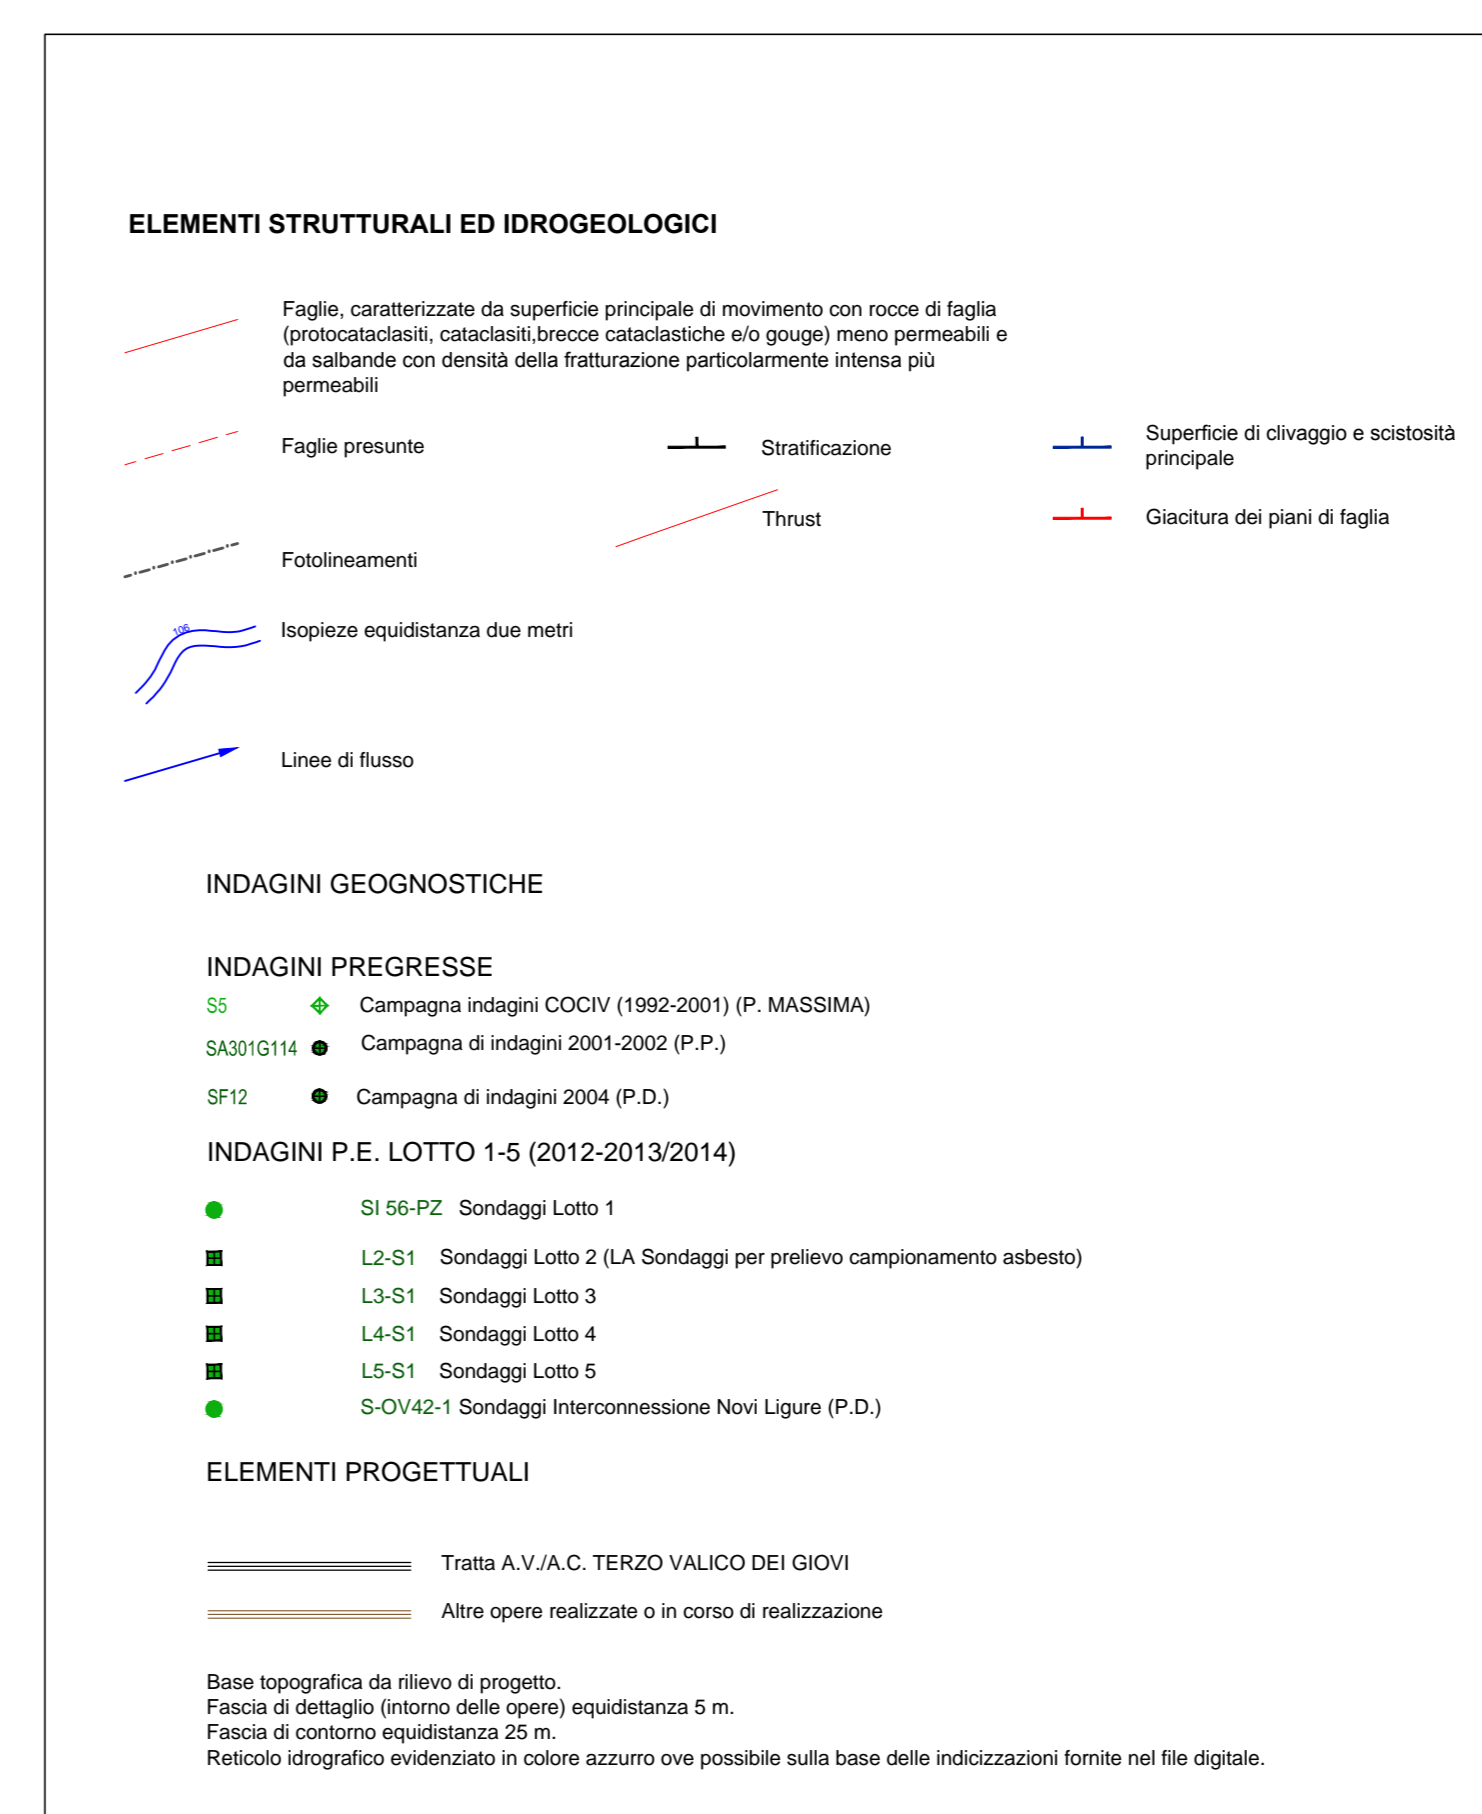 ELEMENTI STRUTTURALI ED IDROGEOLOGICI
Faglie, caratterizzate da superficie principale di movimento con rocce di faglia
(protocataclasiti, cataclasiti,brecce cataclastiche e/o gouge) meno permeabili e
da salbande con densità della fratturazione particolarmente intensa più
permeabili
Faglie presunte
Stratificazione
Superficie di clivaggio e scistosità
principale
Thrust
Giacitura dei piani di faglia
Fotolineamenti
106
Isopieze equidistanza due metri
Linee di flusso
INDAGINI GEOGNOSTICHE
INDAGINI PREGRESSE
S5 Campagna indagini COCIV (1992-2001) (P. MASSIMA)
SA301G114 Campagna di indagini 2001-2002 (P.P.)
SF12 Campagna di indagini 2004 (P.D.)
INDAGINI P.E. LOTTO 1-5 (2012-2013/2014)
SI 56-PZ Sondaggi Lotto 1
L2-S1 Sondaggi Lotto 2 (LA Sondaggi per prelievo campionamento asbesto)
L3-S1 Sondaggi Lotto 3
L4-S1 Sondaggi Lotto 4
L5-S1 Sondaggi Lotto 5
S-OV42-1 Sondaggi Interconnessione Novi Ligure (P.D.)
ELEMENTI PROGETTUALI
Tratta A.V./A.C. TERZO VALICO DEI GIOVI
Altre opere realizzate o in corso di realizzazione
Base topografica da rilievo di progetto.
Fascia di dettaglio (intorno delle opere) equidistanza 5 m.
Fascia di contorno equidistanza 25 m.
Reticolo idrografico evidenziato in colore azzurro ove possibile sulla base delle indicizzazioni fornite nel file digitale.